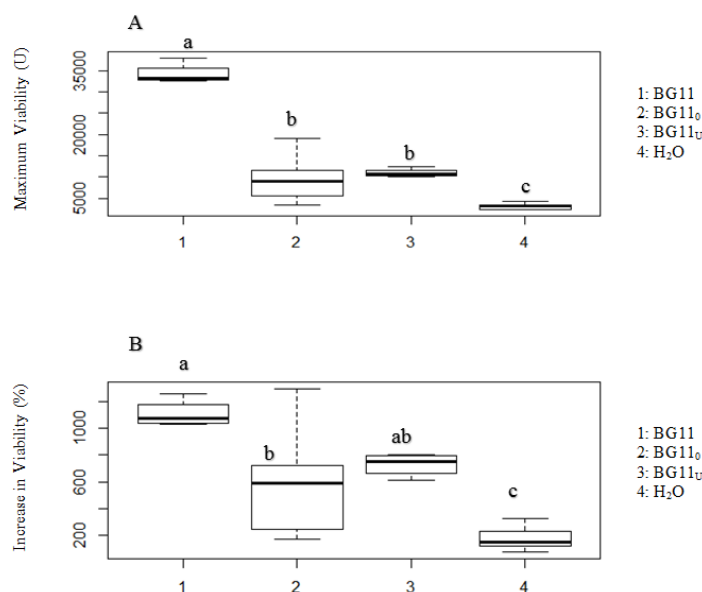 A
Maximum Viability (U)
35000
20000
5000
a
b
b
c
1
2
3
4
1: BG11
2: BG11₀
3: BG11U
4: H₂O
B
Increase in Viability (%)
1000
600
200
a
b
ab
c
1
2
3
4
1: BG11
2: BG11₀
3: BG11U
4: H₂O